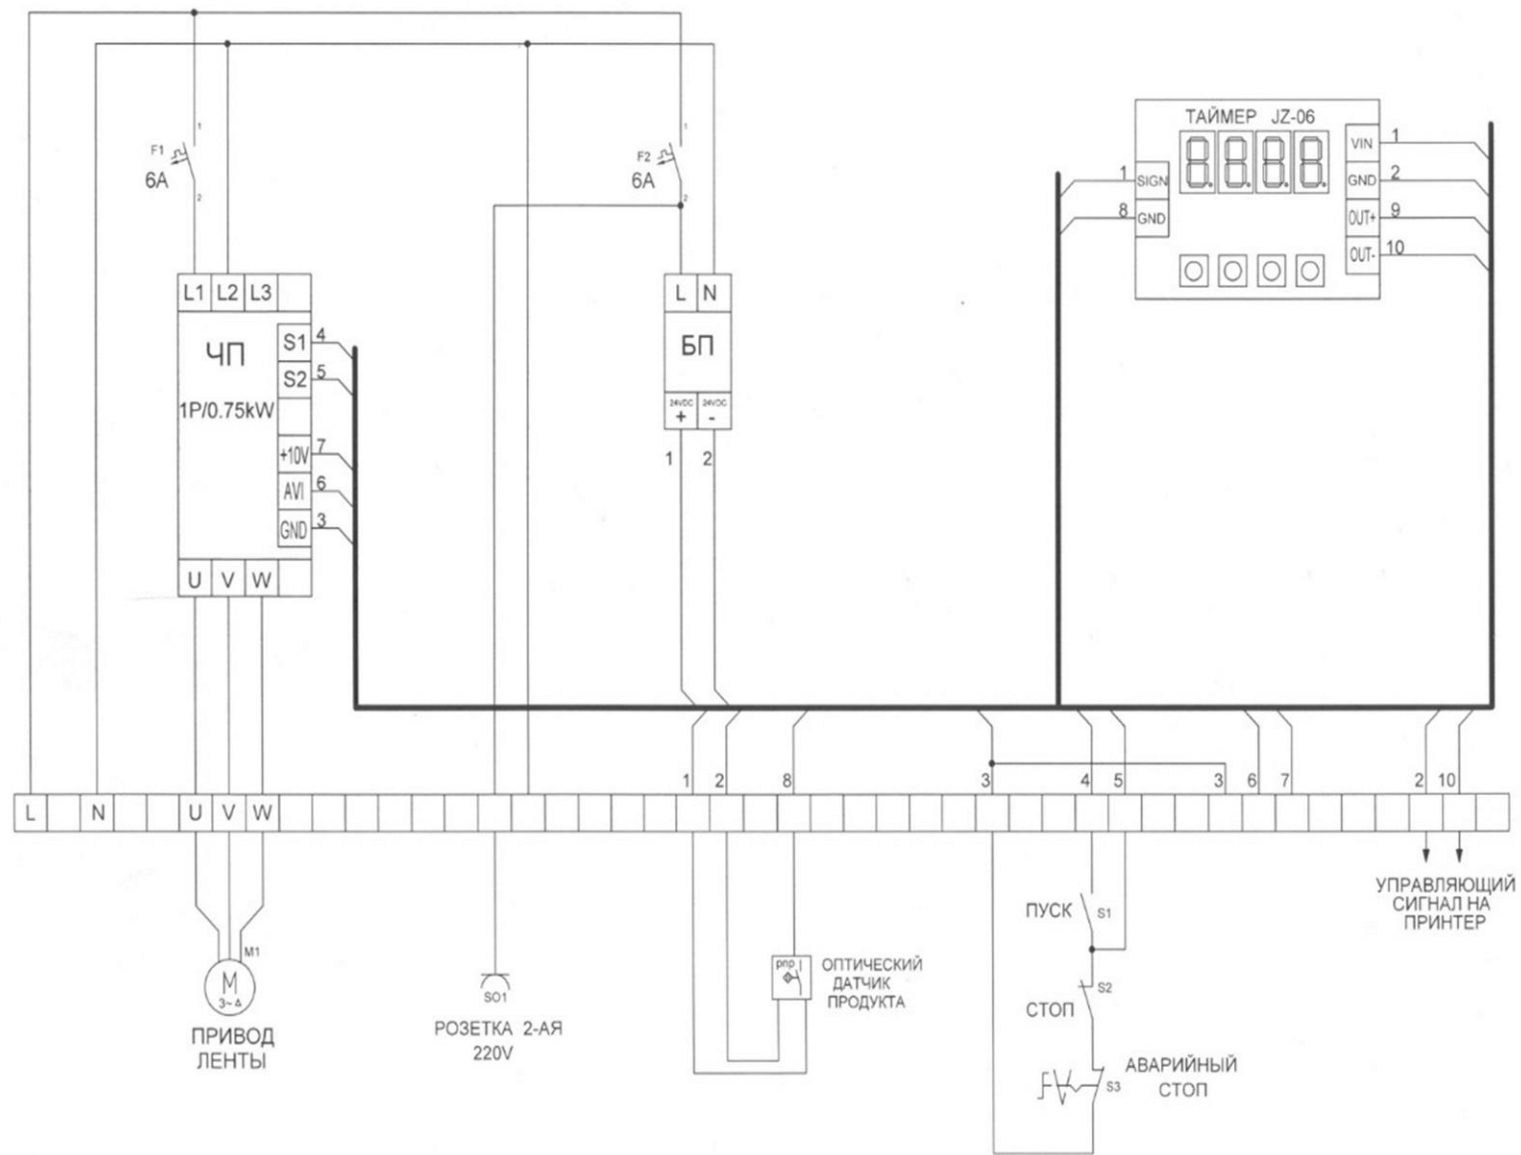 ТАЙМЕР JZ-06
VIN 1
1 SIGN
GND 2
8 GND
OUT+ 9
OUT- 10
1
F1
6A
2
1
F2
6A
2
L1 L2 L3
ЧП
1P/0.75kW
S1 4
S2 5
+10V 7
AVI 6
GND 3
U V W
L N
БП
24VDC 24VDC
+ -
1 2
1 2 8 3 4 5 3 6 7 2 10
L N U V W
M1
M
3~ Δ
ПРИВОД
ЛЕНТЫ
SO1
РОЗЕТКА 2-АЯ
220V
pnp
ОПТИЧЕСКИЙ
ДАТЧИК
ПРОДУКТА
ПУСК S1
СТОП S2
АВАРИЙНЫЙ
СТОП
S3
УПРАВЛЯЮЩИЙ
СИГНАЛ НА
ПРИНТЕР